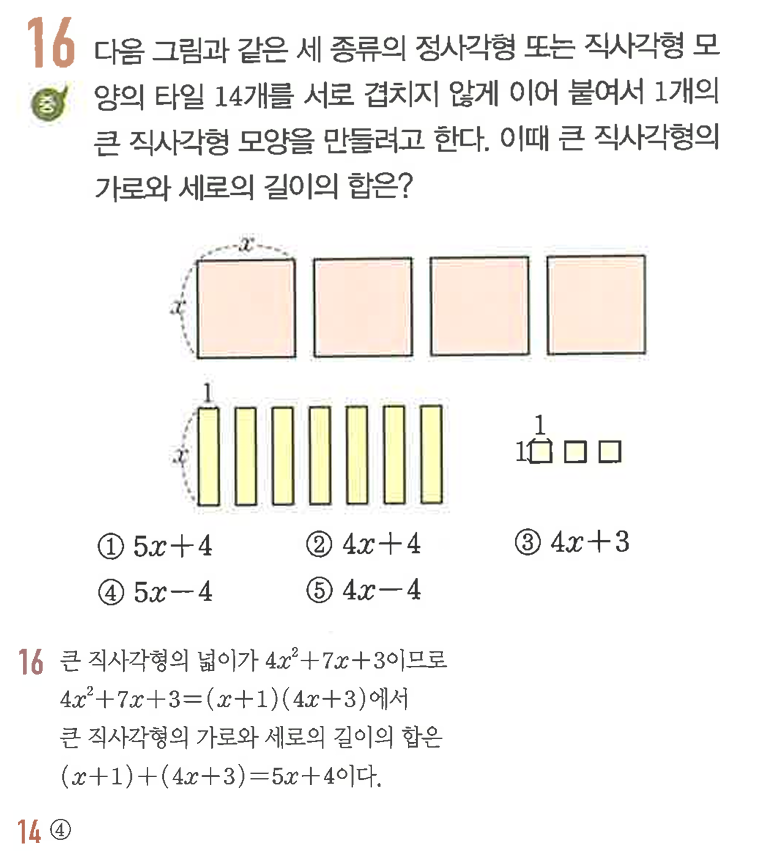 16
다음 그림과 같은 세 종류의 정사각형 또는 직사각형 모
중
양의 타일 14개를 서로 겹치지 않게 이어 붙여서 1개의
큰 직사각형 모양을 만들려고 한다. 이때 큰 직사각형의
가로와 세로의 길이의 합은?
x
x
1
x
1
1
① 5x+4 ② 4x+4 ③ 4x+3
④ 5x-4 ⑤ 4x-4
16 큰 직사각형의 넓이가 4x²+7x+3이므로
4x²+7x+3=(x+1)(4x+3)에서
큰 직사각형의 가로와 세로의 길이의 합은
(x+1)+(4x+3)=5x+4이다.
14 ④